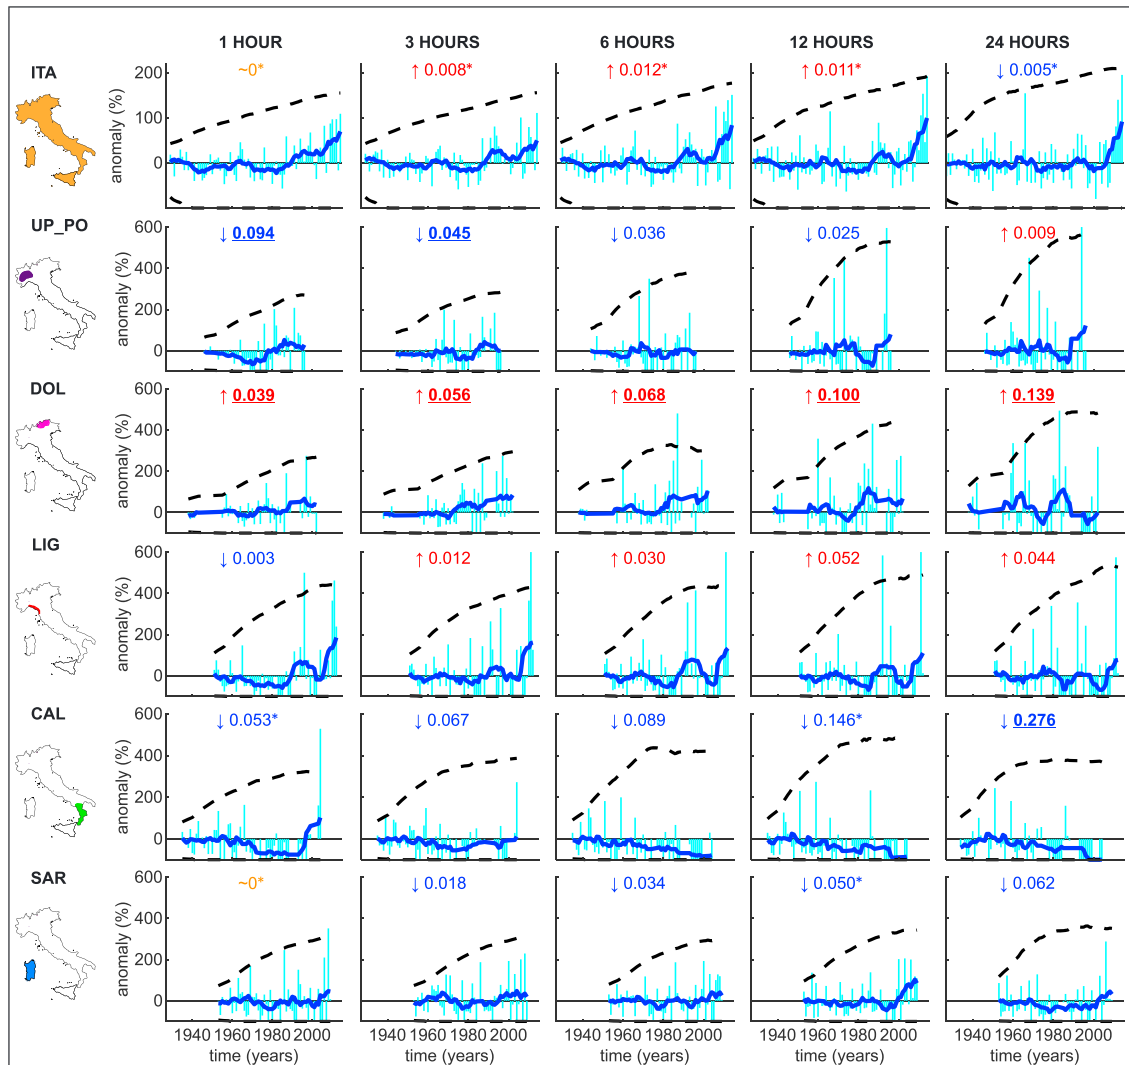 1 HOUR 3 HOURS 6 HOURS 12 HOURS 24 HOURS
ITA
~0* ↑ 0.008* ↑ 0.012* ↑ 0.011* ↓ 0.005*
anomaly (%)
200
100
0
UP_PO
↓ 0.094 ↓ 0.045 ↓ 0.036 ↓ 0.025 ↑ 0.009
anomaly (%)
600
400
200
0
DOL
↑ 0.039 ↑ 0.056 ↑ 0.068 ↑ 0.100 ↑ 0.139
anomaly (%)
600
400
200
0
LIG
↓ 0.003 ↑ 0.012 ↑ 0.030 ↑ 0.052 ↑ 0.044
anomaly (%)
600
400
200
0
CAL
↓ 0.053* ↓ 0.067 ↓ 0.089 ↓ 0.146* ↓ 0.276
anomaly (%)
600
400
200
0
SAR
~0* ↓ 0.018 ↓ 0.034 ↓ 0.050* ↓ 0.062
anomaly (%)
600
400
200
0
1940 1960 1980 2000 1940 1960 1980 2000 1940 1960 1980 2000 1940 1960 1980 2000 1940 1960 1980 2000
time (years) time (years) time (years) time (years) time (years)